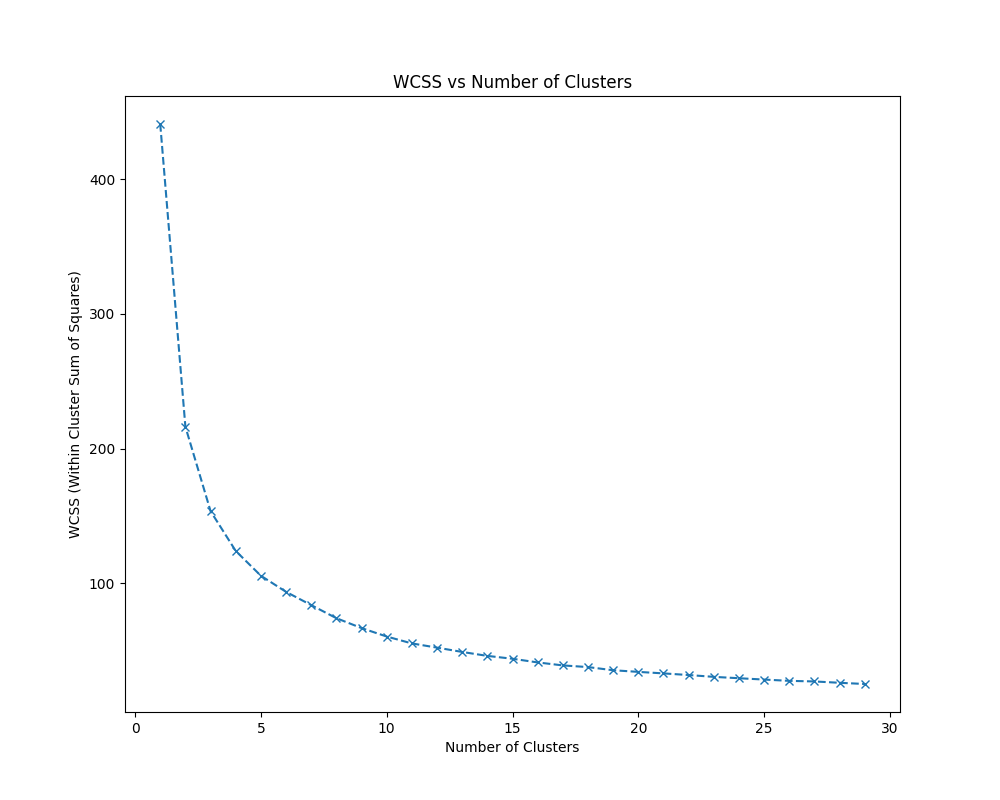 WCSS vs Number of Clusters
400
300
200
100
WCSS (Within Cluster Sum of Squares)
0 5 10 15 20 25 30
Number of Clusters